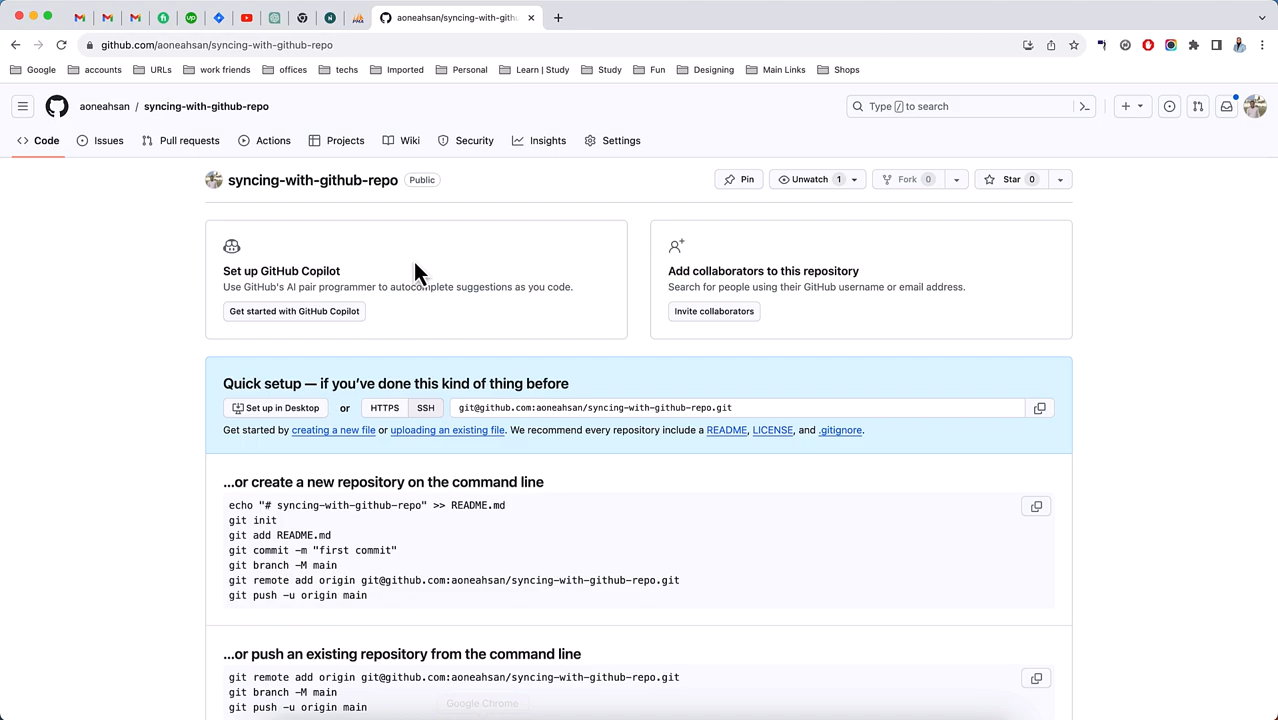 aoneahsan/syncing-with-gith
github.com/aoneahsan/syncing-with-github-repo
Google accounts URLs work friends offices techs Imported Personal Learn | Study Study Fun Designing Main Links Shops
aoneahsan / syncing-with-github-repo
Type / to search
Code Issues Pull requests Actions Projects Wiki Security Insights Settings
syncing-with-github-repo Public
Pin Unwatch 1 Fork 0 Star 0
Set up GitHub Copilot
Use GitHub's AI pair programmer to autocomplete suggestions as you code.
Get started with GitHub Copilot
Add collaborators to this repository
Search for people using their GitHub username or email address.
Invite collaborators
Quick setup — if you've done this kind of thing before
Set up in Desktop or HTTPS SSH git@github.com:aoneahsan/syncing-with-github-repo.git
Get started by creating a new file or uploading an existing file. We recommend every repository include a README, LICENSE, and .gitignore.
…or create a new repository on the command line
echo "# syncing-with-github-repo" >> README.md
git init
git add README.md
git commit -m "first commit"
git branch -M main
git remote add origin git@github.com:aoneahsan/syncing-with-github-repo.git
git push -u origin main
…or push an existing repository from the command line
git remote add origin git@github.com:aoneahsan/syncing-with-github-repo.git
git branch -M main
git push -u origin main
Google Chrome